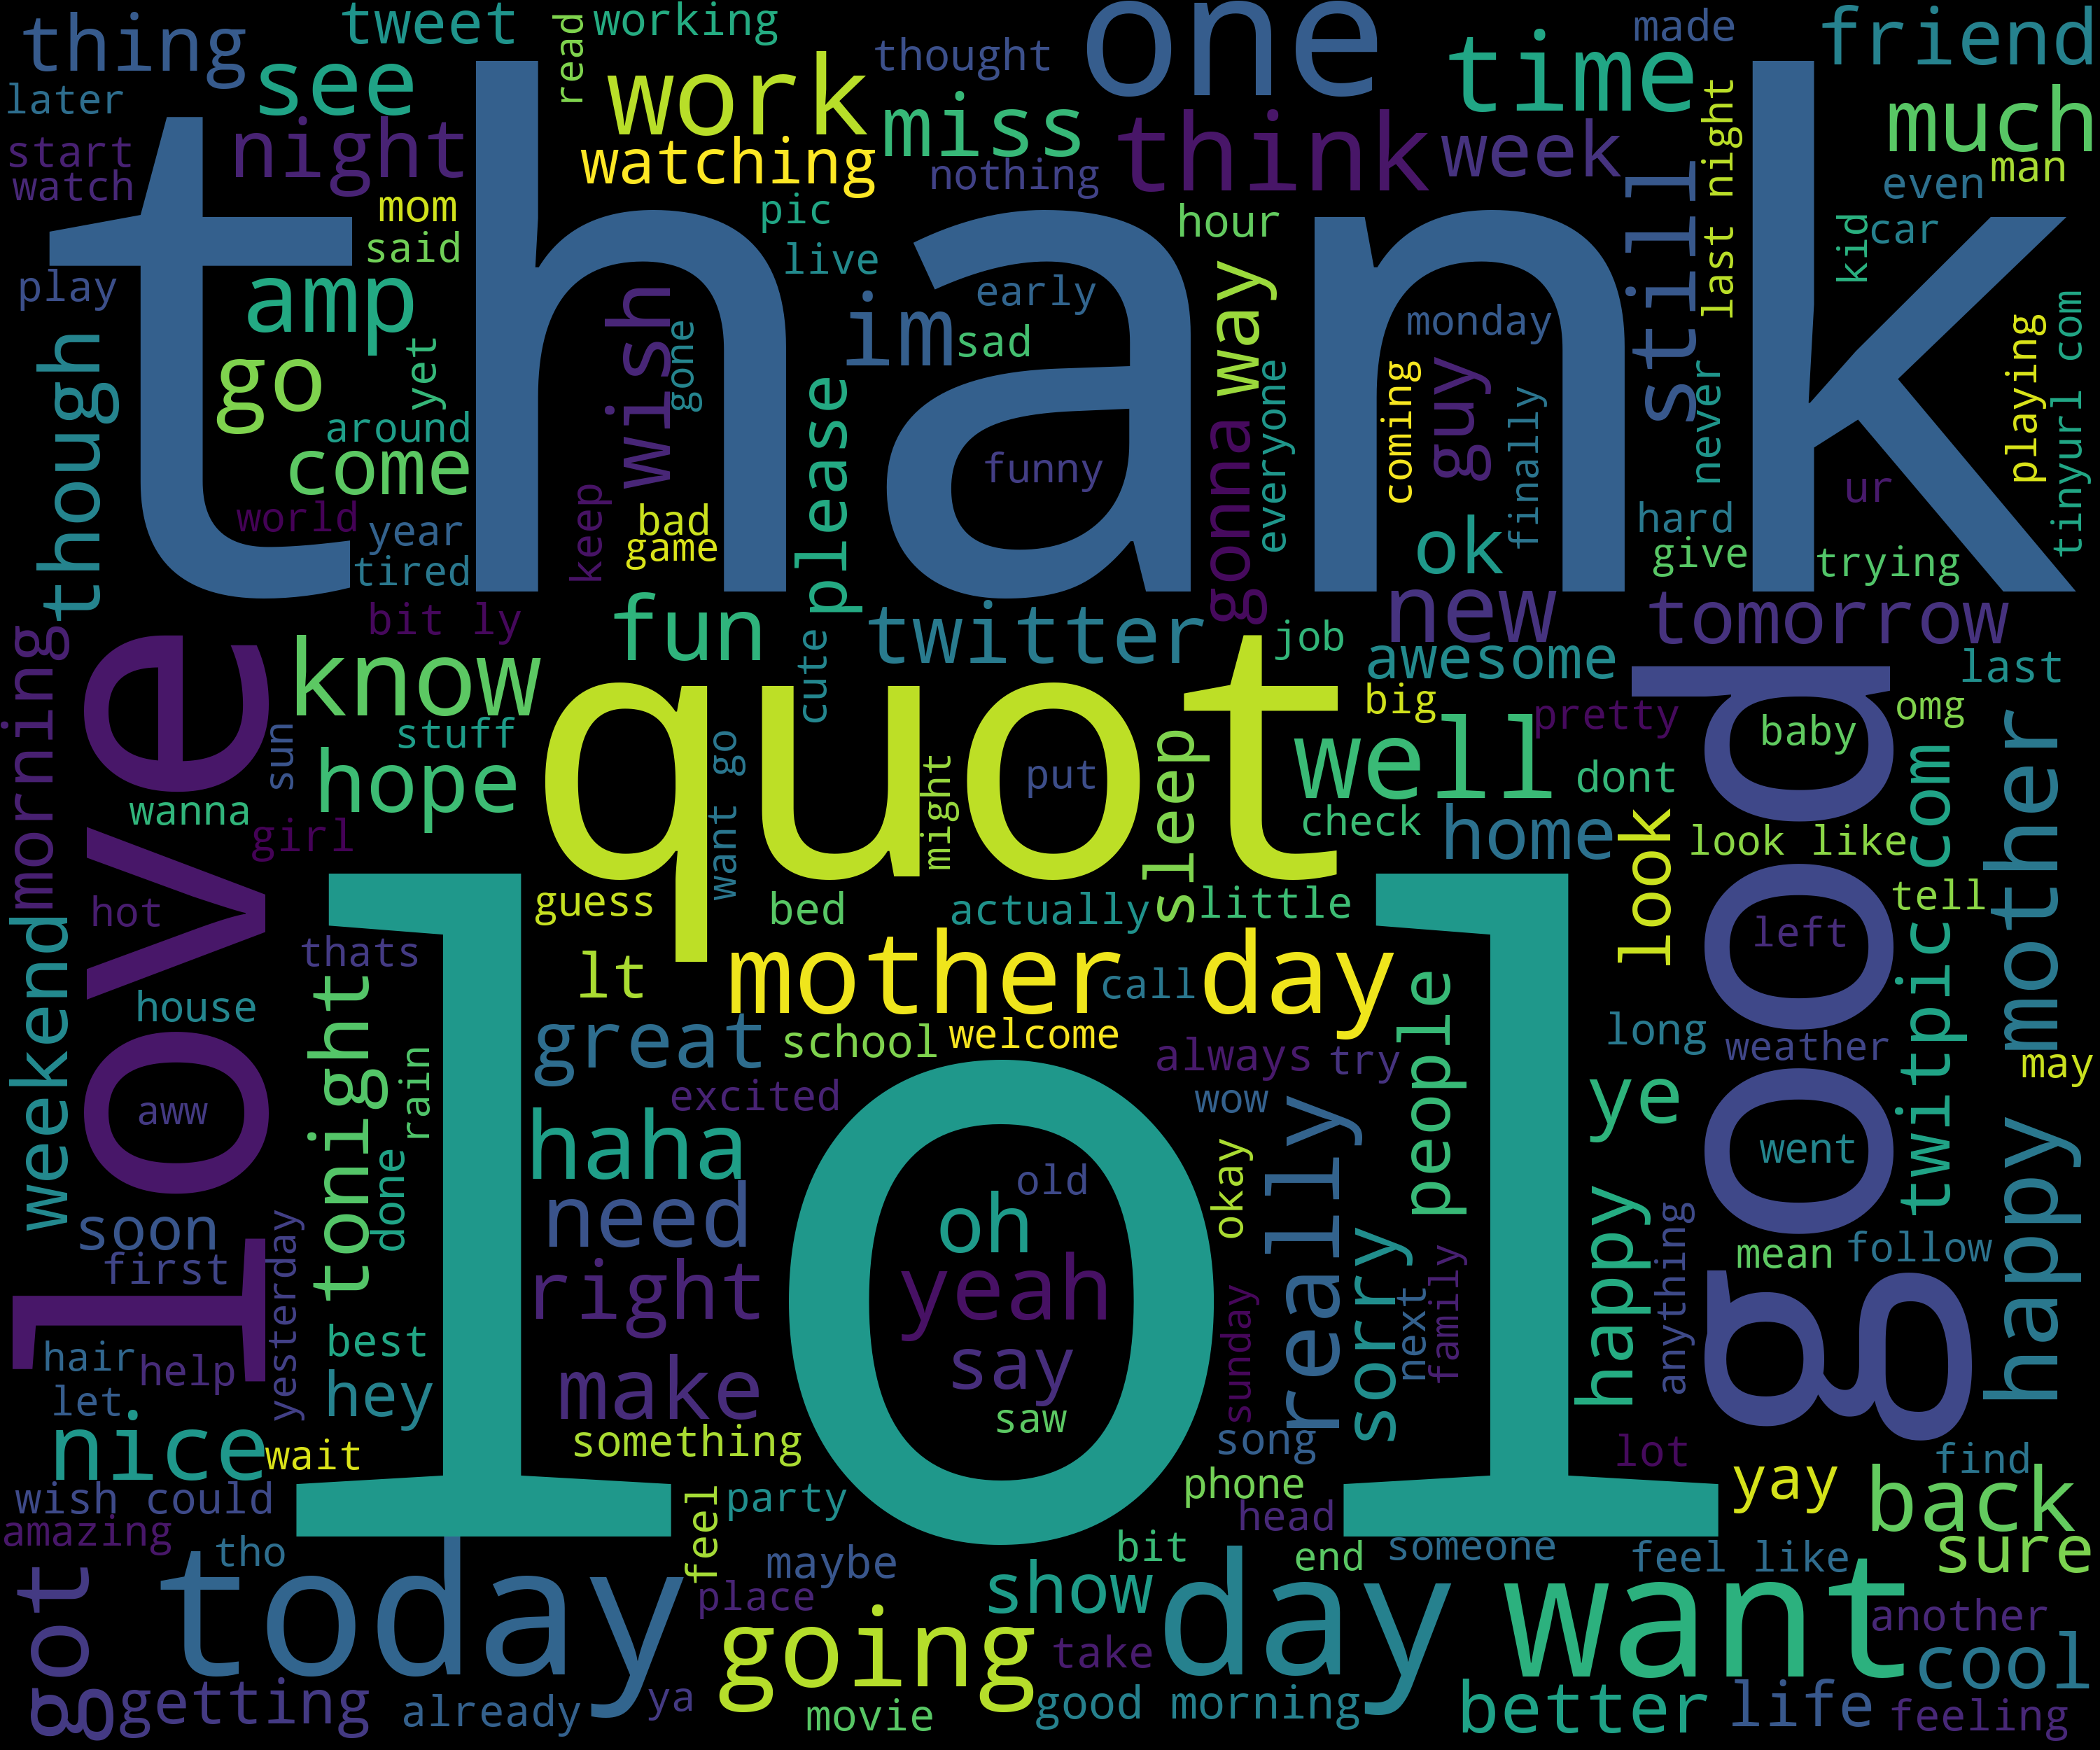 thing
tweet
working
one
made
friend
later
see
read
work
thought
time
much
start
night
watching
miss
think
week
last night
man
watch
mom
pic
nothing
hour
still
even
said
live
kid
car
thank
play
amp
wish
im
early
way
monday
playing
tinyurl com
though
go
yet
gone
please
sad
everyone
coming
guy
finally
never
around
come
funny
gonna
ur
world
year
keep
bad
game
ok
hard
give
trying
tired
morning
bit ly
fun
twitter
job
new
tomorrow
love
know
cute
quot
awesome
last
good
sun
stuff
want go
put
big
pretty
baby
omg
hope
might
sleep
well
dont
twitpic com
happy mother
wanna
girl
check
home
look
look like
hot
guess
bed
actually
little
tell
weekend
thats
lt
mother day
call
people
left
house
tonight
great
school
welcome
long
weather
may
aww
rain
excited
always
try
lol
haha
wow
really
ye
went
done
need
old
okay
sorry
happy
soon
oh
mean
follow
first
yesterday
right
yeah
sunday
next
family
anything
hair
help
best
say
let
hey
make
saw
nice
wait
something
song
lot
find
wish could
feel
party
phone
yay
back
amazing
head
sure
got
today
tho
maybe
bit
end
someone
feel like
place
show
day
want
another
going
take
cool
getting
already
ya
movie
good morning
better
life
feeling